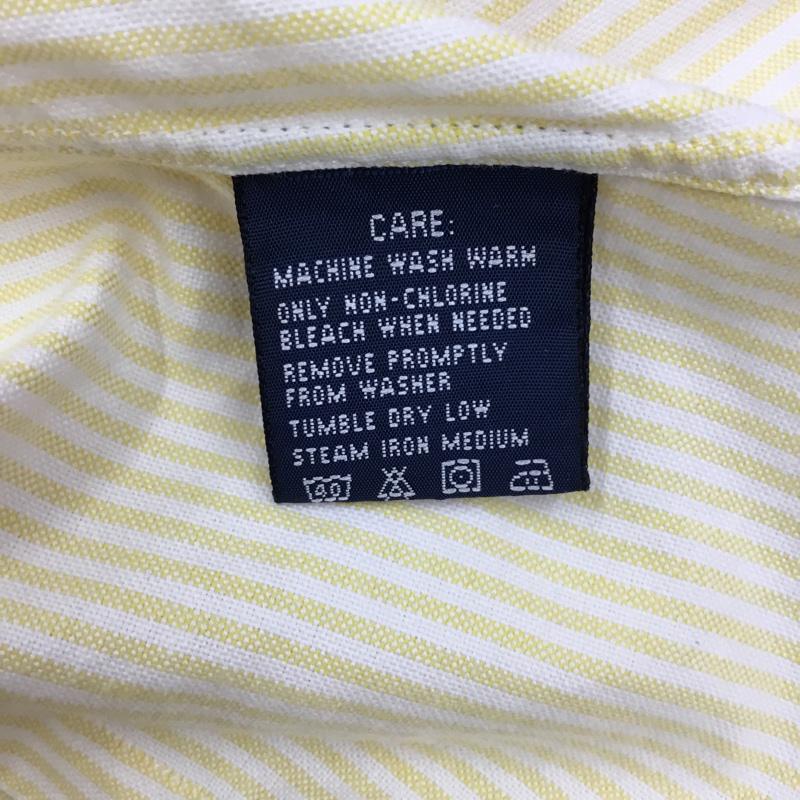 CARE:
MACHINE WASH WARM
ONLY NON-CHLORINE
BLEACH WHEN NEEDED
REMOVE PROMPTLY
FROM WASHER
TUMBLE DRY LOW
STEAM IRON MEDIUM